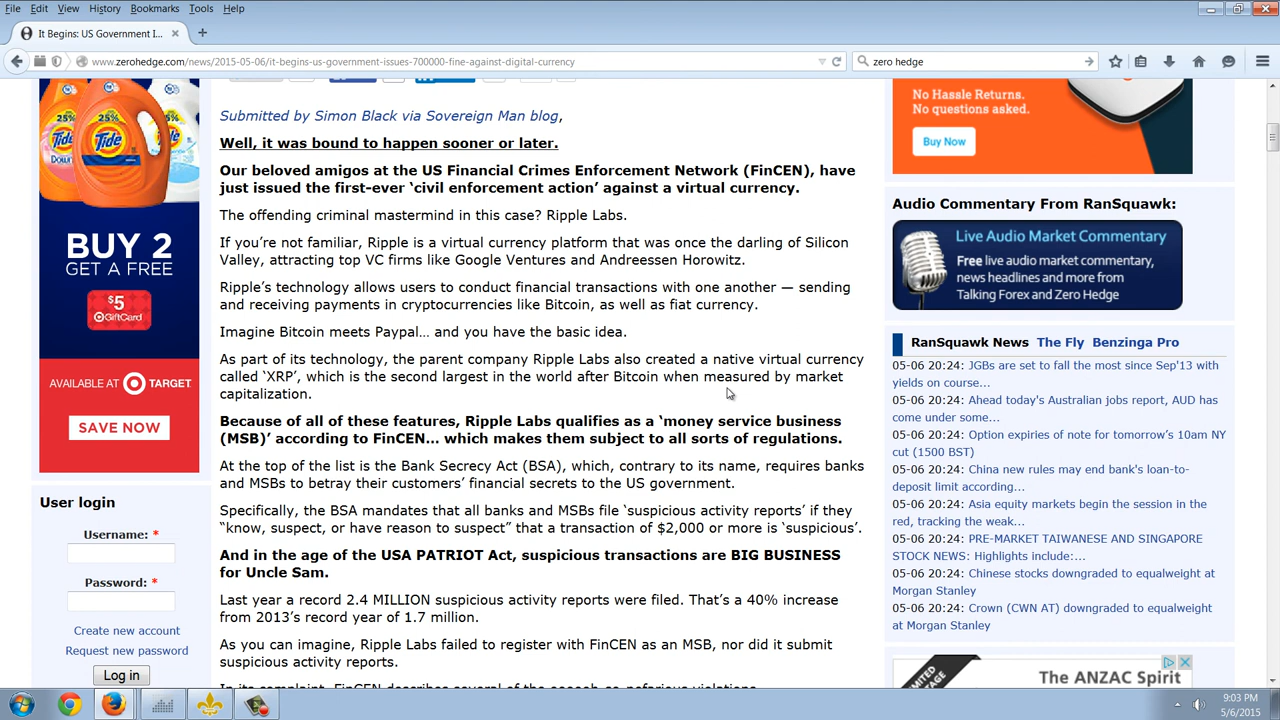 File Edit View History Bookmarks Tools Help
It Begins: US Government I...
www.zerohedge.com/news/2015-05-06/it-begins-us-government-issues-700000-fine-against-digital-currency
zero hedge
Submitted by Simon Black via Sovereign Man blog,
Well, it was bound to happen sooner or later.
Our beloved amigos at the US Financial Crimes Enforcement Network (FinCEN), have
just issued the first-ever ‘civil enforcement action’ against a virtual currency.
The offending criminal mastermind in this case? Ripple Labs.
If you’re not familiar, Ripple is a virtual currency platform that was once the darling of Silicon
Valley, attracting top VC firms like Google Ventures and Andreessen Horowitz.
Ripple’s technology allows users to conduct financial transactions with one another — sending
and receiving payments in cryptocurrencies like Bitcoin, as well as fiat currency.
Imagine Bitcoin meets Paypal… and you have the basic idea.
As part of its technology, the parent company Ripple Labs also created a native virtual currency
called ‘XRP’, which is the second largest in the world after Bitcoin when measured by market
capitalization.
Because of all of these features, Ripple Labs qualifies as a ‘money service business
(MSB)’ according to FinCEN… which makes them subject to all sorts of regulations.
At the top of the list is the Bank Secrecy Act (BSA), which, contrary to its name, requires banks
and MSBs to betray their customers’ financial secrets to the US government.
Specifically, the BSA mandates that all banks and MSBs file ‘suspicious activity reports’ if they
“know, suspect, or have reason to suspect” that a transaction of $2,000 or more is ‘suspicious’.
And in the age of the USA PATRIOT Act, suspicious transactions are BIG BUSINESS
for Uncle Sam.
Last year a record 2.4 MILLION suspicious activity reports were filed. That’s a 40% increase
from 2013’s record year of 1.7 million.
As you can imagine, Ripple Labs failed to register with FinCEN as an MSB, nor did it submit
suspicious activity reports.
25%
25%
Tide
Tide
BUY 2
GET A FREE
$5
GiftCard
AVAILABLE AT TARGET
SAVE NOW
User login
Username: *
Password: *
Create new account
Request new password
Log in
No Hassle Returns.
No questions asked.
Buy Now
Audio Commentary From RanSquawk:
Live Audio Market Commentary
Free live audio market commentary,
news headlines and more from
Talking Forex and Zero Hedge
RanSquawk News The Fly Benzinga Pro
05-06 20:24: JGBs are set to fall the most since Sep'13 with
yields on course...
05-06 20:24: Ahead today's Australian jobs report, AUD has
come under some...
05-06 20:24: Option expiries of note for tomorrow's 10am NY
cut (1500 BST)
05-06 20:24: China new rules may end bank's loan-to-
deposit limit according...
05-06 20:24: Asia equity markets begin the session in the
red, tracking the weak...
05-06 20:24: PRE-MARKET TAIWANESE AND SINGAPORE
STOCK NEWS: Highlights include:...
05-06 20:24: Chinese stocks downgraded to equalweight at
Morgan Stanley
05-06 20:24: Crown (CWN AT) downgraded to equalweight
at Morgan Stanley
The ANZAC Spirit
9:03 PM
5/6/2015